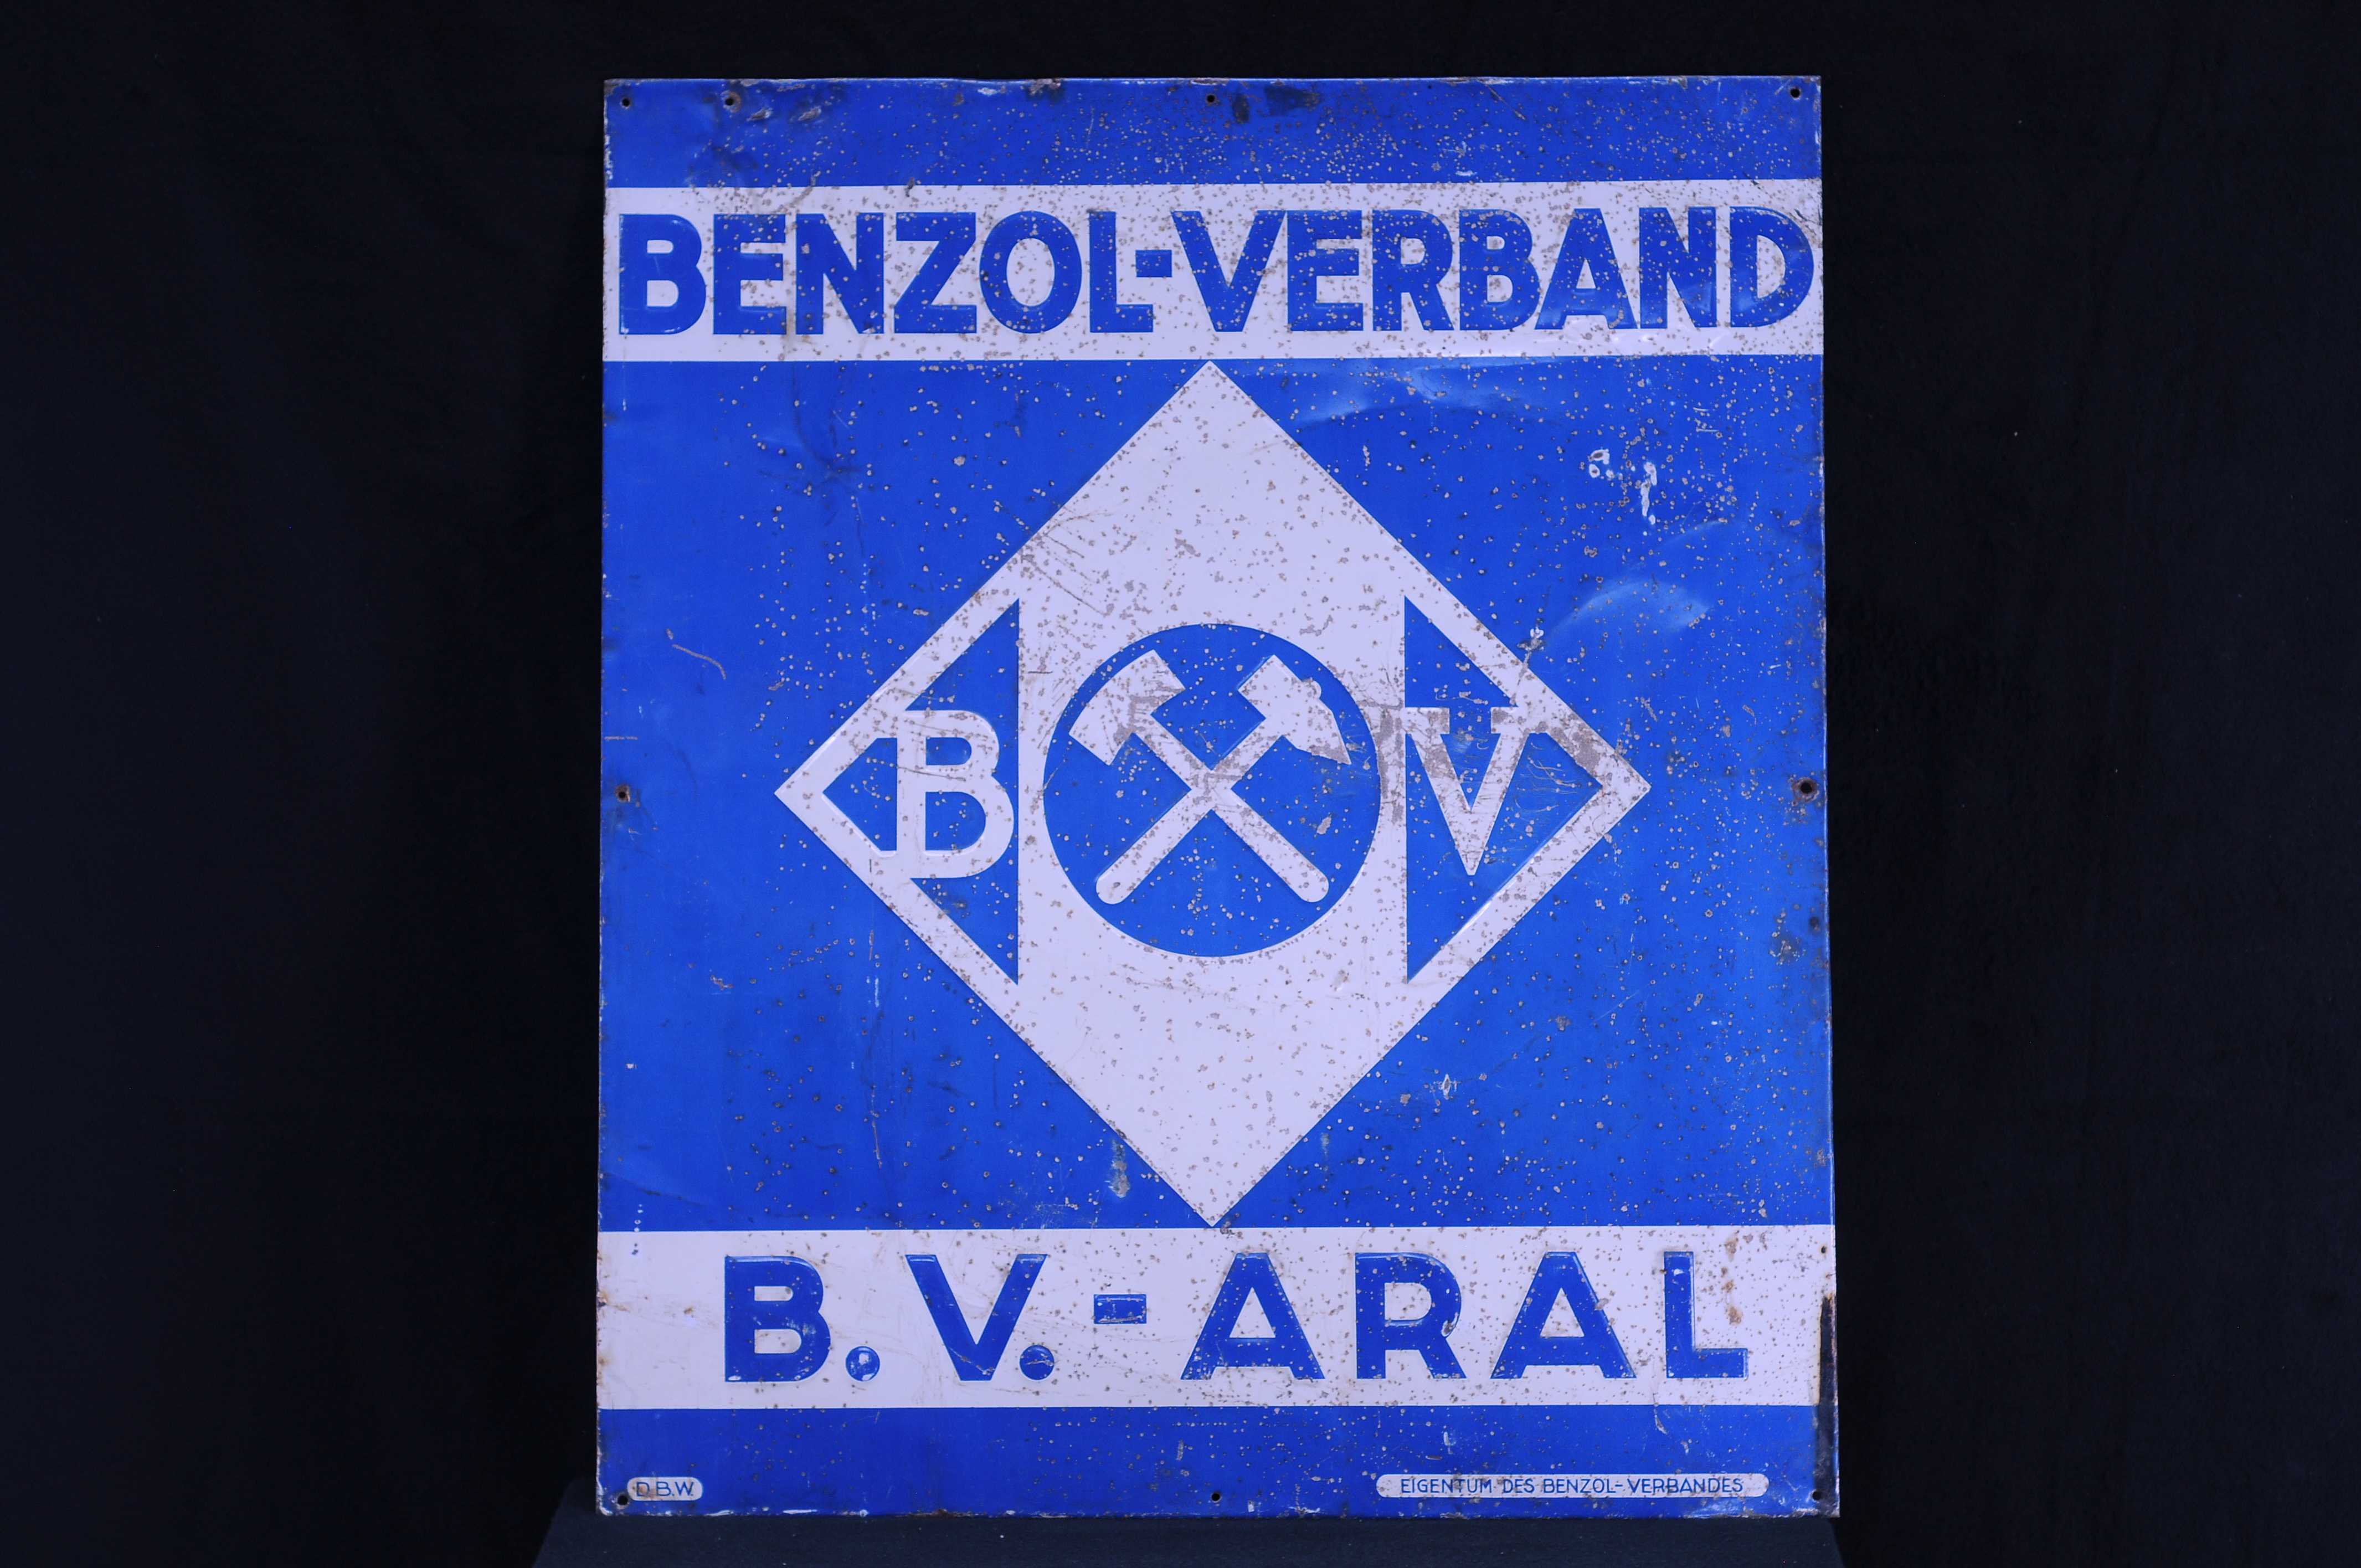 BENZOL-VERBAND
B V
B.V.-ARAL
D.B.W.
EIGENTUM DES BENZOL-VERBANDES